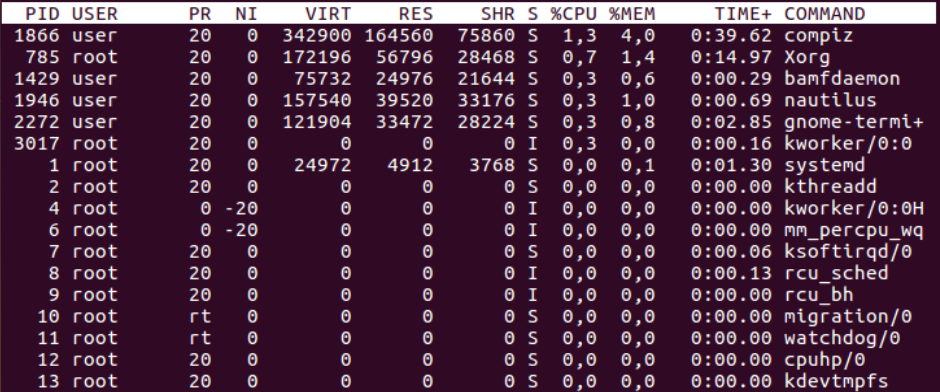 PID USER PR NI VIRT RES SHR S %CPU %MEM TIME+ COMMAND
1866 user 20 0 342900 164560 75860 S 1,3 4,0 0:39.62 compiz
785 root 20 0 172196 56796 28468 S 0,7 1,4 0:14.97 Xorg
1429 user 20 0 75732 24976 21644 S 0,3 0,6 0:00.29 bamfdaemon
1946 user 20 0 157540 39520 33176 S 0,3 1,0 0:00.69 nautilus
2272 user 20 0 121904 33472 28224 S 0,3 0,8 0:02.85 gnome-termi+
3017 root 20 0 0 0 0 I 0,3 0,0 0:00.16 kworker/0:0
1 root 20 0 24972 4912 3768 S 0,0 0,1 0:01.30 systemd
2 root 20 0 0 0 0 S 0,0 0,0 0:00.00 kthreadd
4 root 0 -20 0 0 0 I 0,0 0,0 0:00.00 kworker/0:0H
6 root 0 -20 0 0 0 I 0,0 0,0 0:00.00 mm_percpu_wq
7 root 20 0 0 0 0 S 0,0 0,0 0:00.06 ksoftirqd/0
8 root 20 0 0 0 0 I 0,0 0,0 0:00.13 rcu_sched
9 root 20 0 0 0 0 I 0,0 0,0 0:00.00 rcu_bh
10 root rt 0 0 0 0 S 0,0 0,0 0:00.00 migration/0
11 root rt 0 0 0 0 S 0,0 0,0 0:00.00 watchdog/0
12 root 20 0 0 0 0 S 0,0 0,0 0:00.00 cpuhp/0
13 root 20 0 0 0 0 S 0,0 0,0 0:00.00 kdevtmpfs